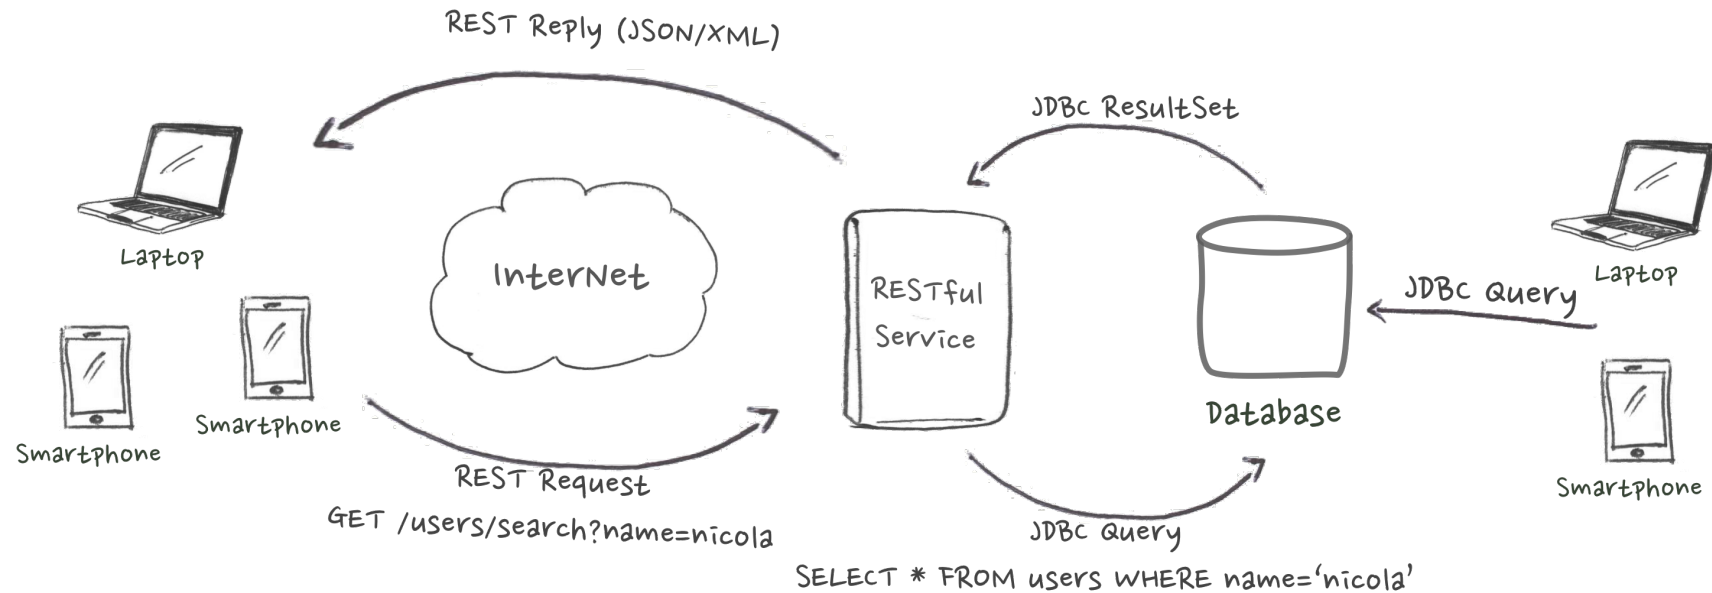 REST Reply (JSON/XML)
JDBC ResultSet
Laptop
InterNet
RESTful
Service
Laptop
JDBC Query
Smartphone
Smartphone
Database
REST Request
GET /users/search?name=nicola
JDBC Query
SELECT * FROM users WHERE name='nicola'
Smartphone